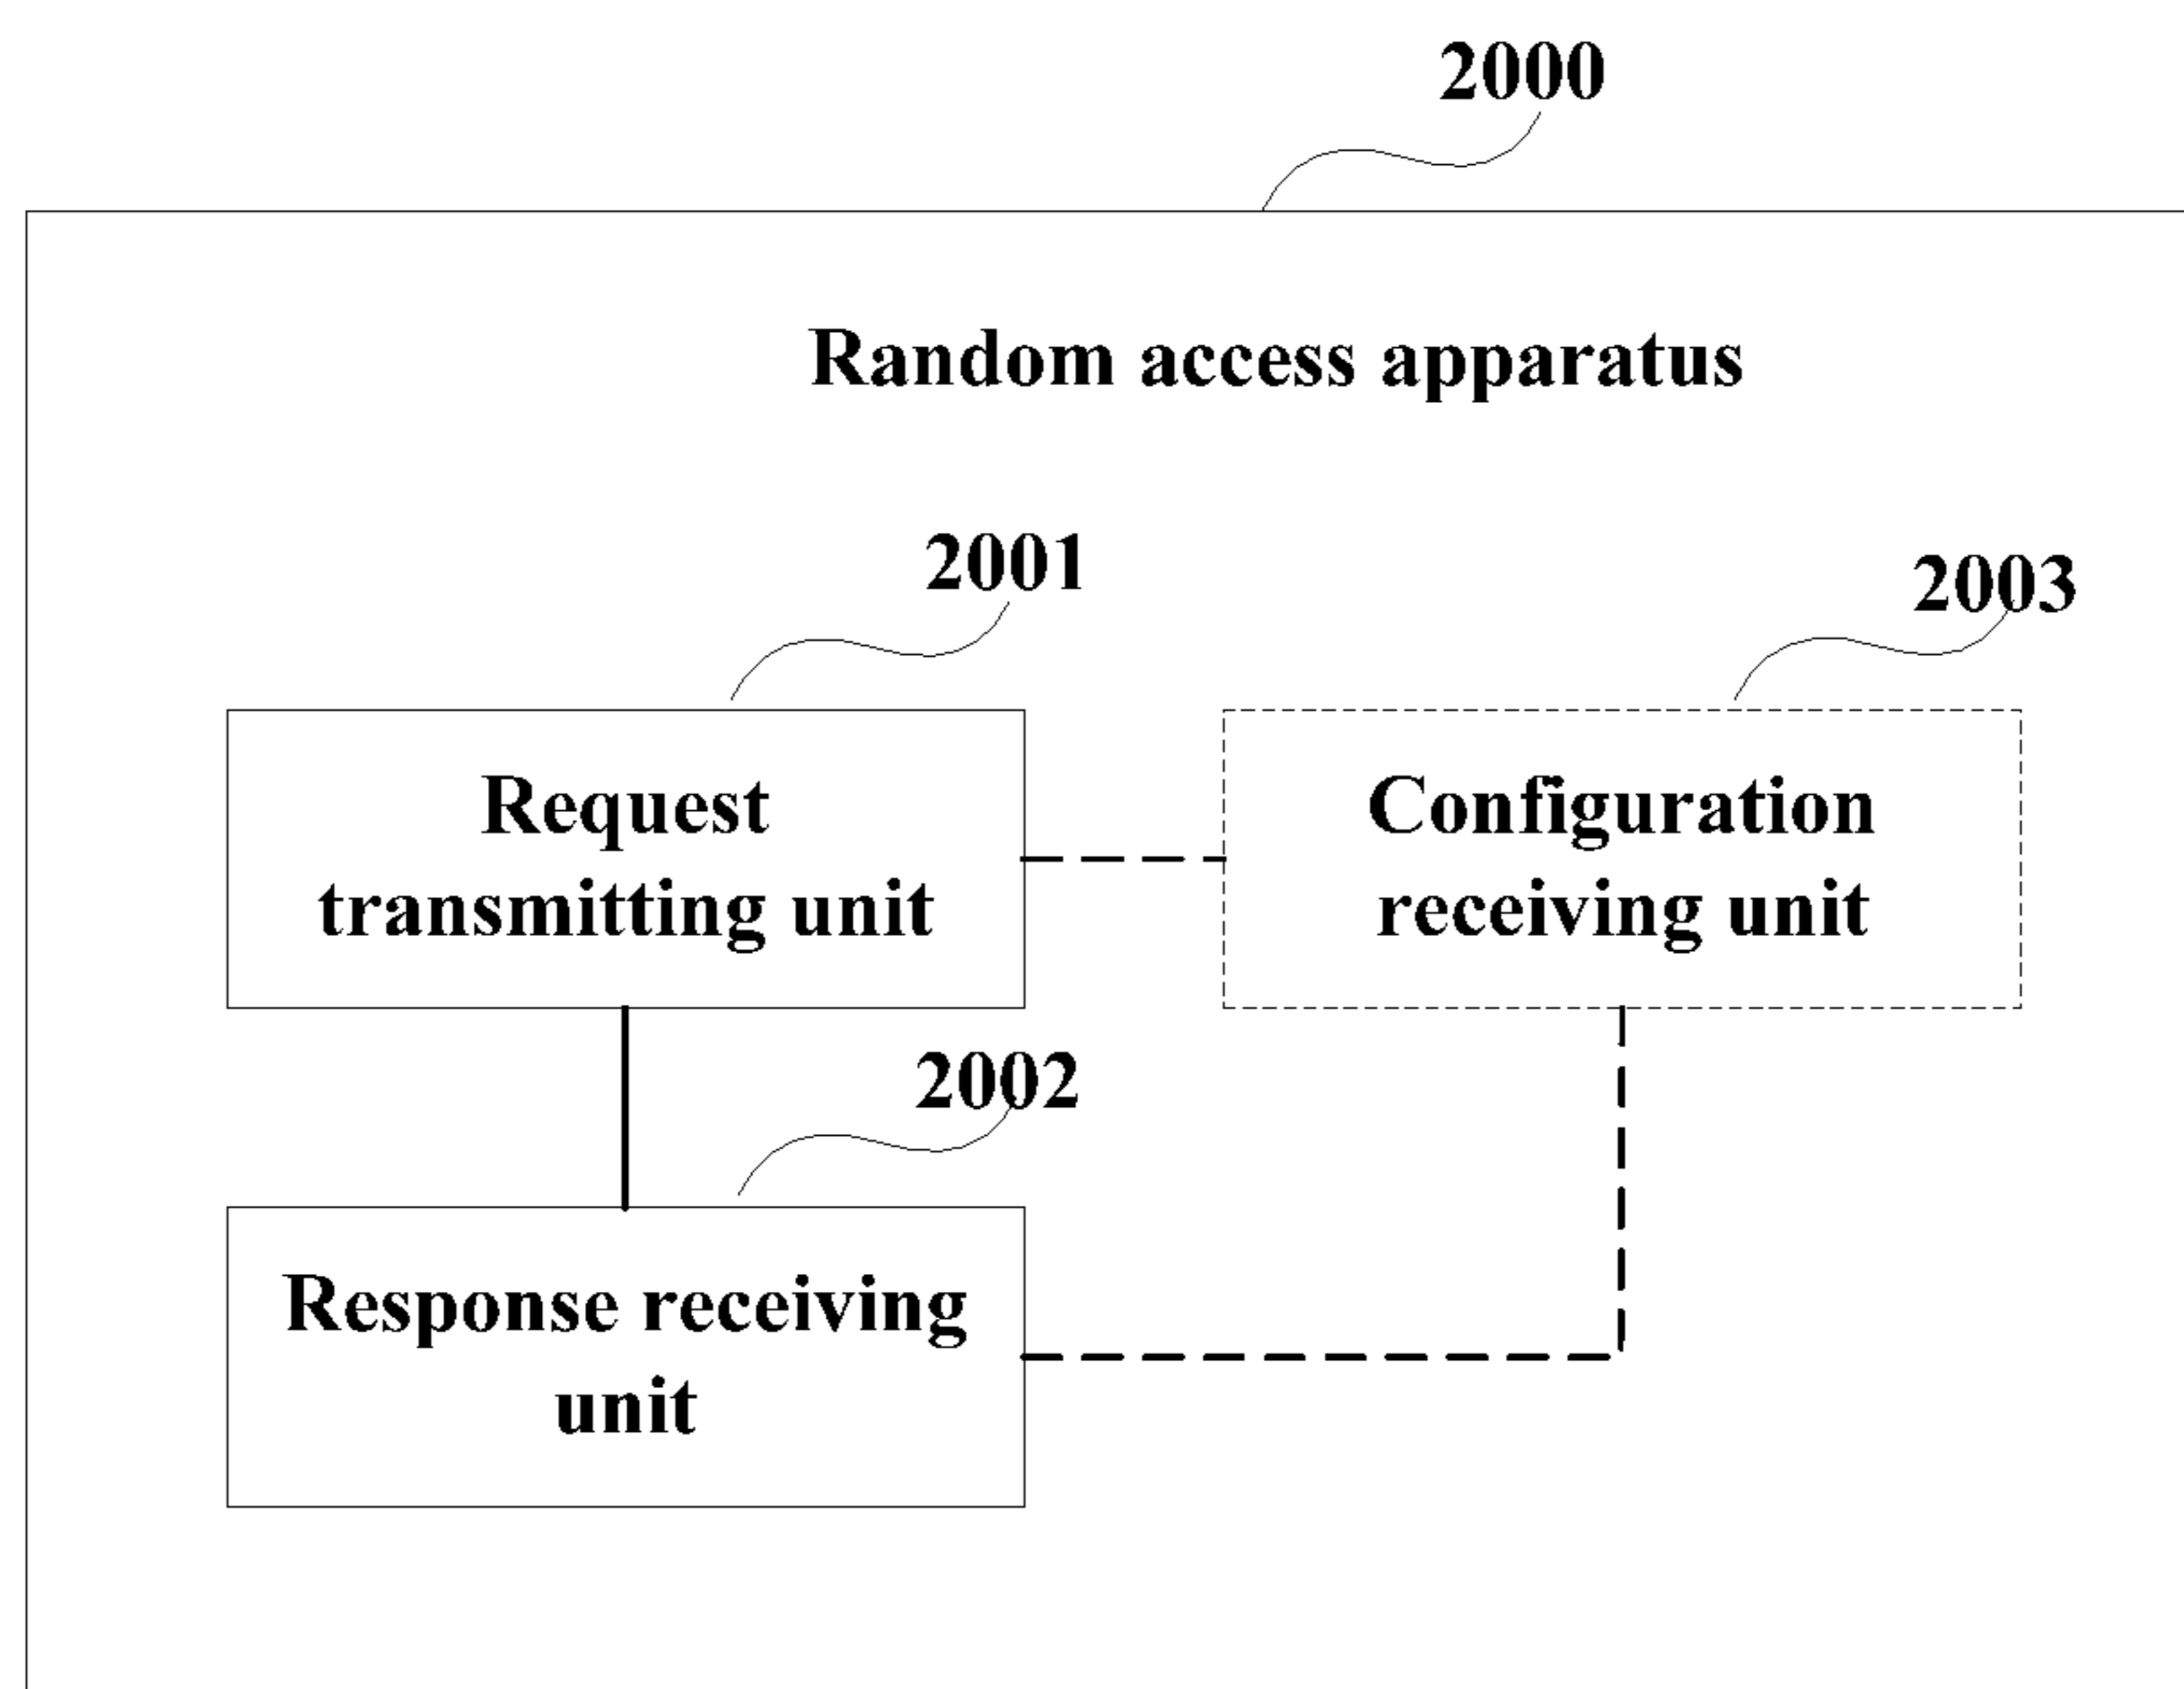 2000
Random access apparatus
2001
2003
Request
transmitting unit
Configuration
receiving unit
2002
Response receiving
unit